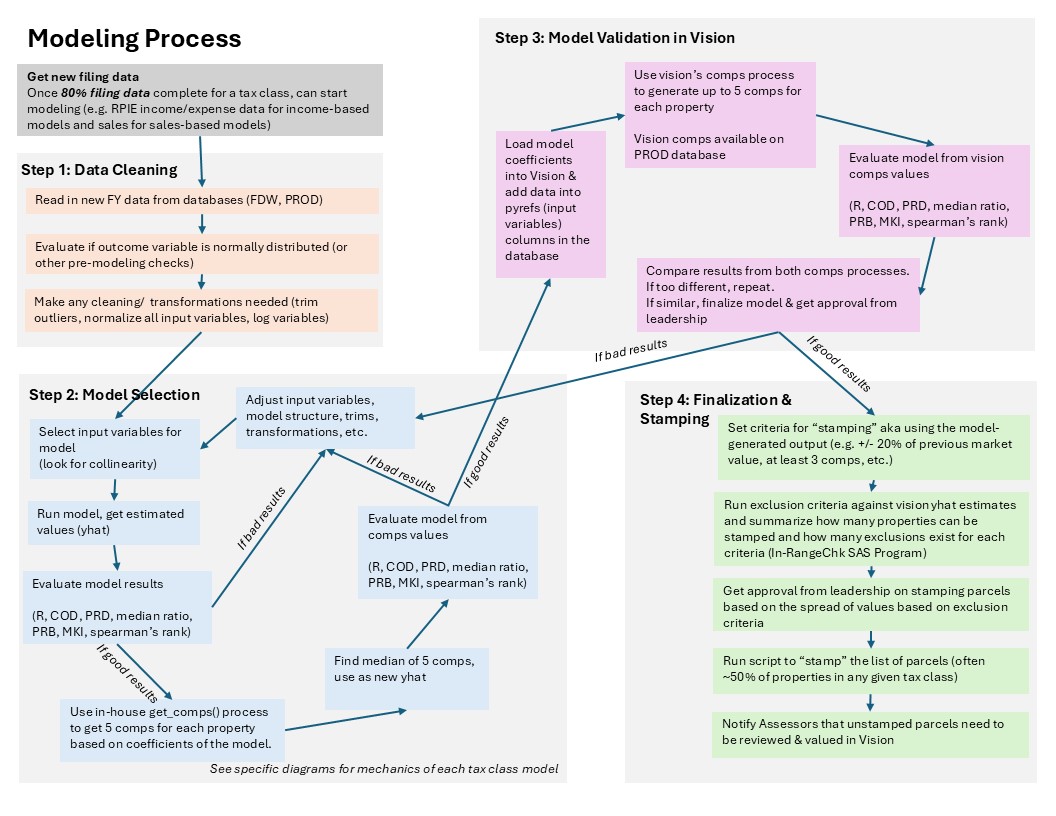 Modeling Process
Get new filing data
Once 80% filing data complete for a tax class, can start
modeling (e.g. RPIE income/expense data for income-based
models and sales for sales-based models)
Step 1: Data Cleaning
Read in new FY data from databases (FDW, PROD)
Evaluate if outcome variable is normally distributed (or
other pre-modeling checks)
Make any cleaning/ transformations needed (trim
outliers, normalize all input variables, log variables)
Step 2: Model Selection
Select input variables for
model
(look for collinearity)
Adjust input variables,
model structure, trims,
transformations, etc.
Run model, get estimated
values (yhat)
Evaluate model results
(R, COD, PRD, median ratio,
PRB, MKI, spearman's rank)
If bad results
If good results
Use in-house get_comps() process
to get 5 comps for each property
based on coefficients of the model.
Find median of 5 comps,
use as new yhat
Evaluate model from
comps values
(R, COD, PRD, median ratio,
PRB, MKI, spearman's rank)
If bad results
If good results
See specific diagrams for mechanics of each tax class model
Step 3: Model Validation in Vision
Load model
coefficients
into Vision &
add data into
pyrefs (input
variables)
columns in the
database
Use vision's comps process
to generate up to 5 comps for
each property
Vision comps available on
PROD database
Evaluate model from vision
comps values
(R, COD, PRD, median ratio,
PRB, MKI, spearman's rank)
Compare results from both comps processes.
If too different, repeat.
If similar, finalize model & get approval from
leadership
If bad results
If good results
Step 4: Finalization &
Stamping
Set criteria for “stamping” aka using the model-
generated output (e.g. +/- 20% of previous market
value, at least 3 comps, etc.)
Run exclusion criteria against vision yhat estimates
and summarize how many properties can be
stamped and how many exclusions exist for each
criteria (In-RangeChk SAS Program)
Get approval from leadership on stamping parcels
based on the spread of values based on exclusion
criteria
Run script to “stamp” the list of parcels (often
~50% of properties in any given tax class)
Notify Assessors that unstamped parcels need to
be reviewed & valued in Vision